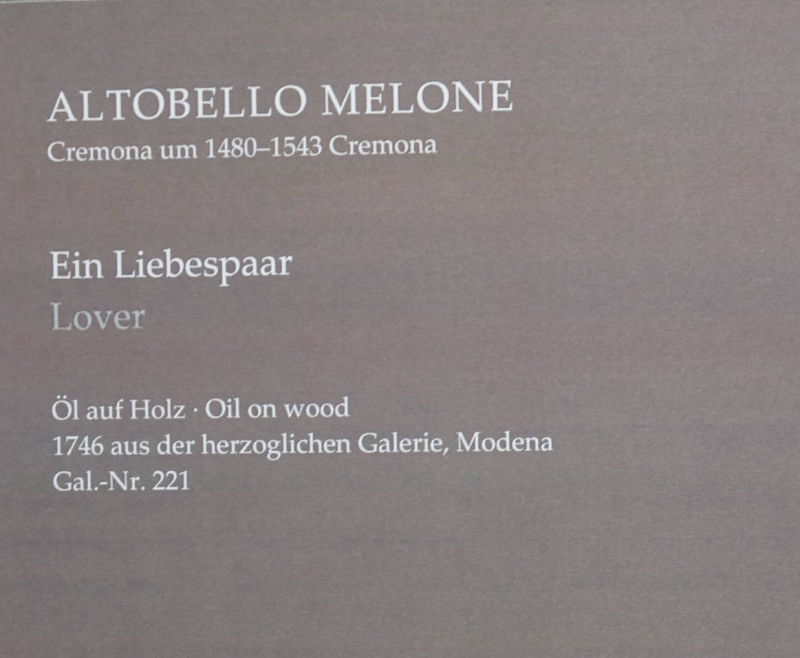 ALTOBELLO MELONE
Cremona um 1480–1543 Cremona
Ein Liebespaar
Lover
Öl auf Holz · Oil on wood
1746 aus der herzoglichen Galerie, Modena
Gal.-Nr. 221